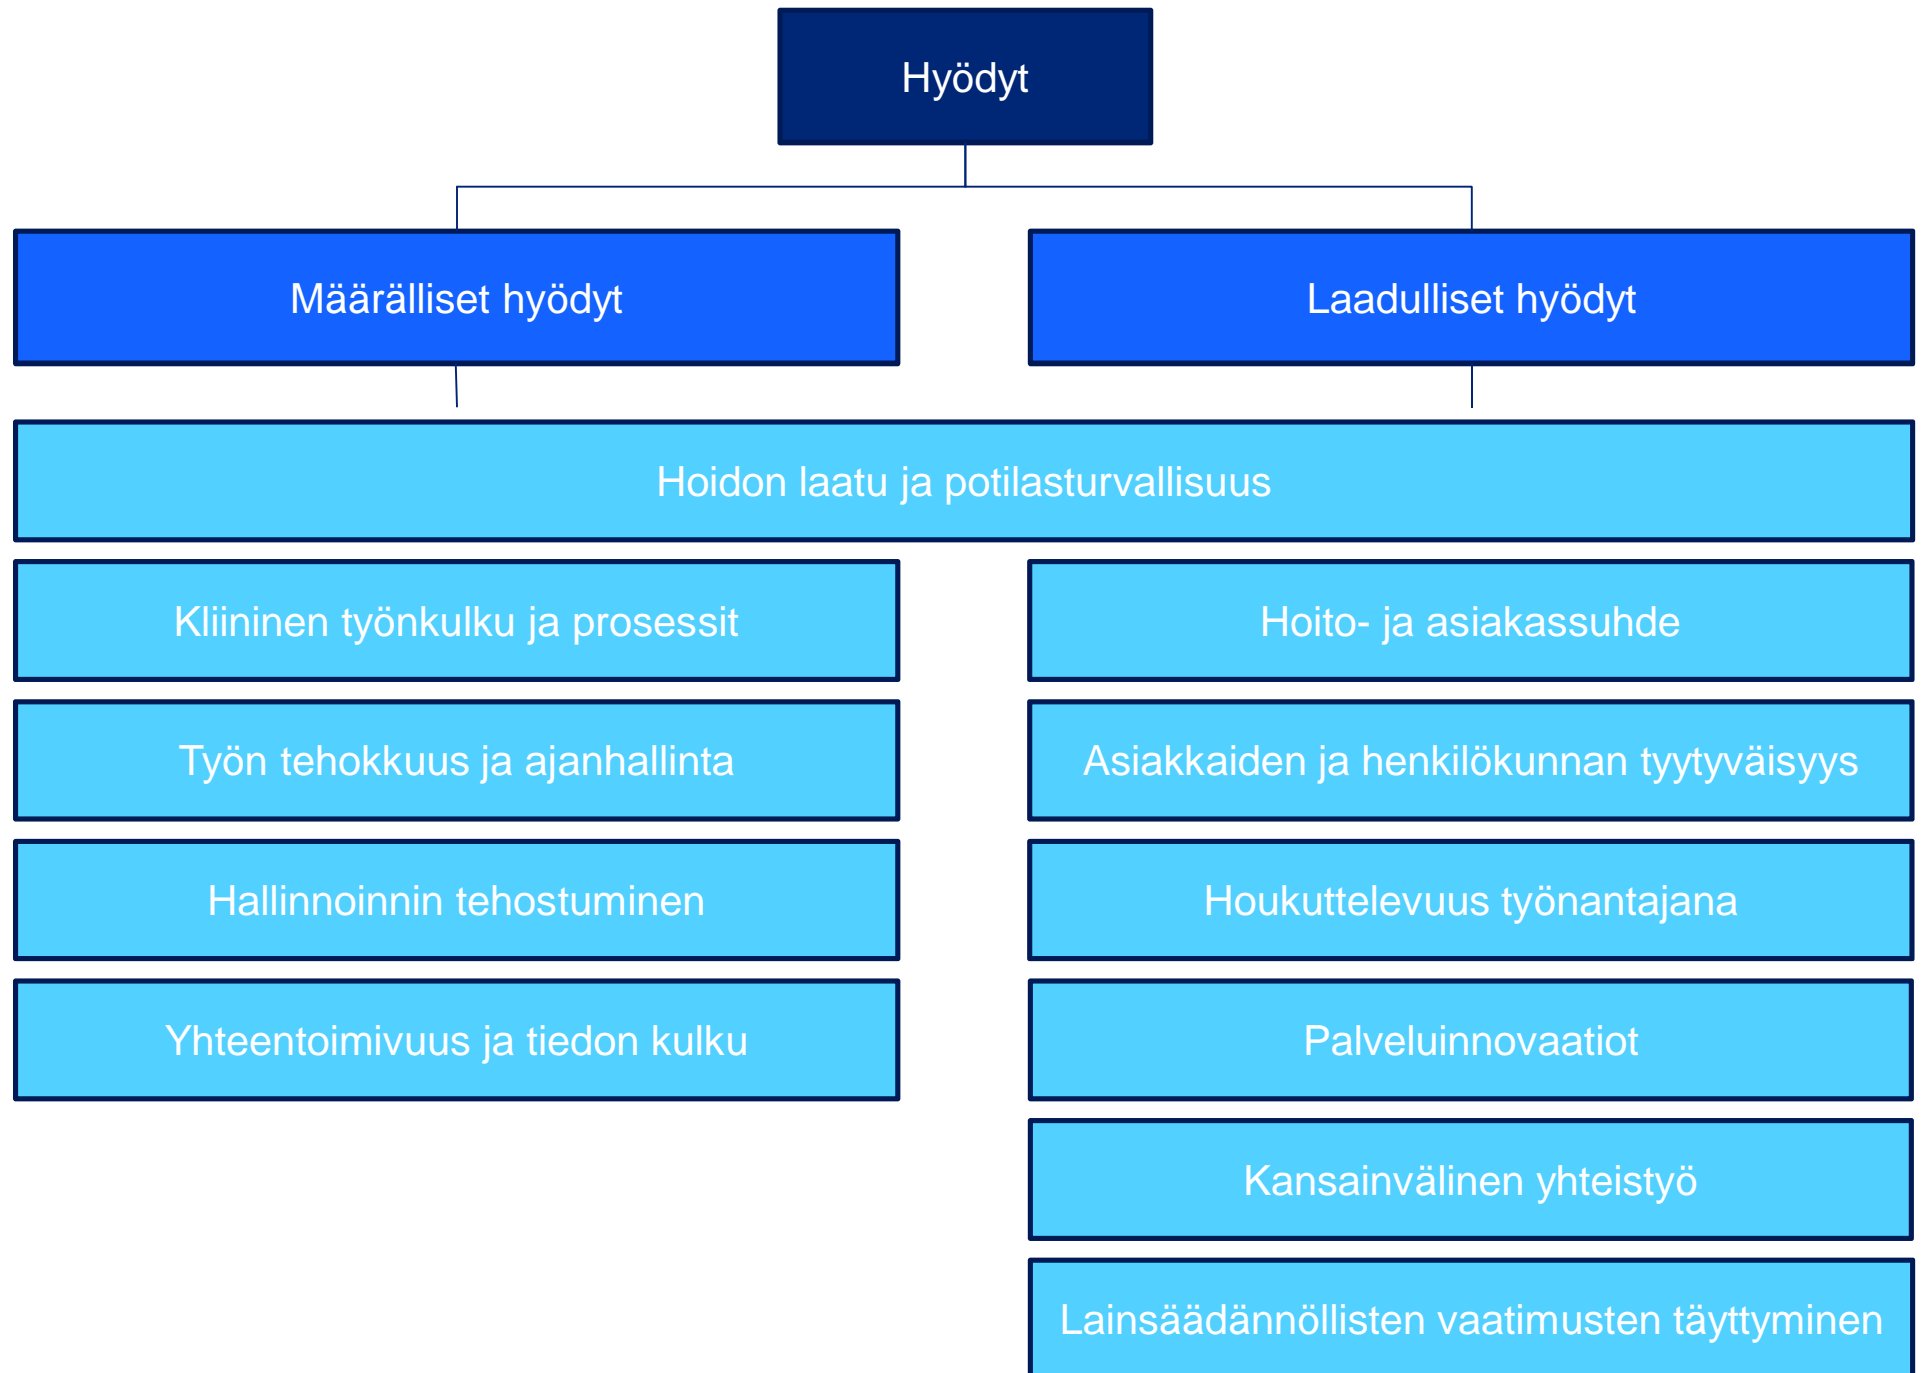 Hyödyt
Määrälliset hyödyt
Laadulliset hyödyt
Hoidon laatu ja potilasturvallisuus
Kliininen työnkulku ja prosessit
Hoito- ja asiakassuhde
Työn tehokkuus ja ajanhallinta
Asiakkaiden ja henkilökunnan tyytyväisyys
Hallinnoinnin tehostuminen
Houkuttelevuus työnantajana
Yhteentoimivuus ja tiedon kulku
Palveluinnovaatiot
Kansainvälinen yhteistyö
Lainsäädännöllisten vaatimusten täyttyminen